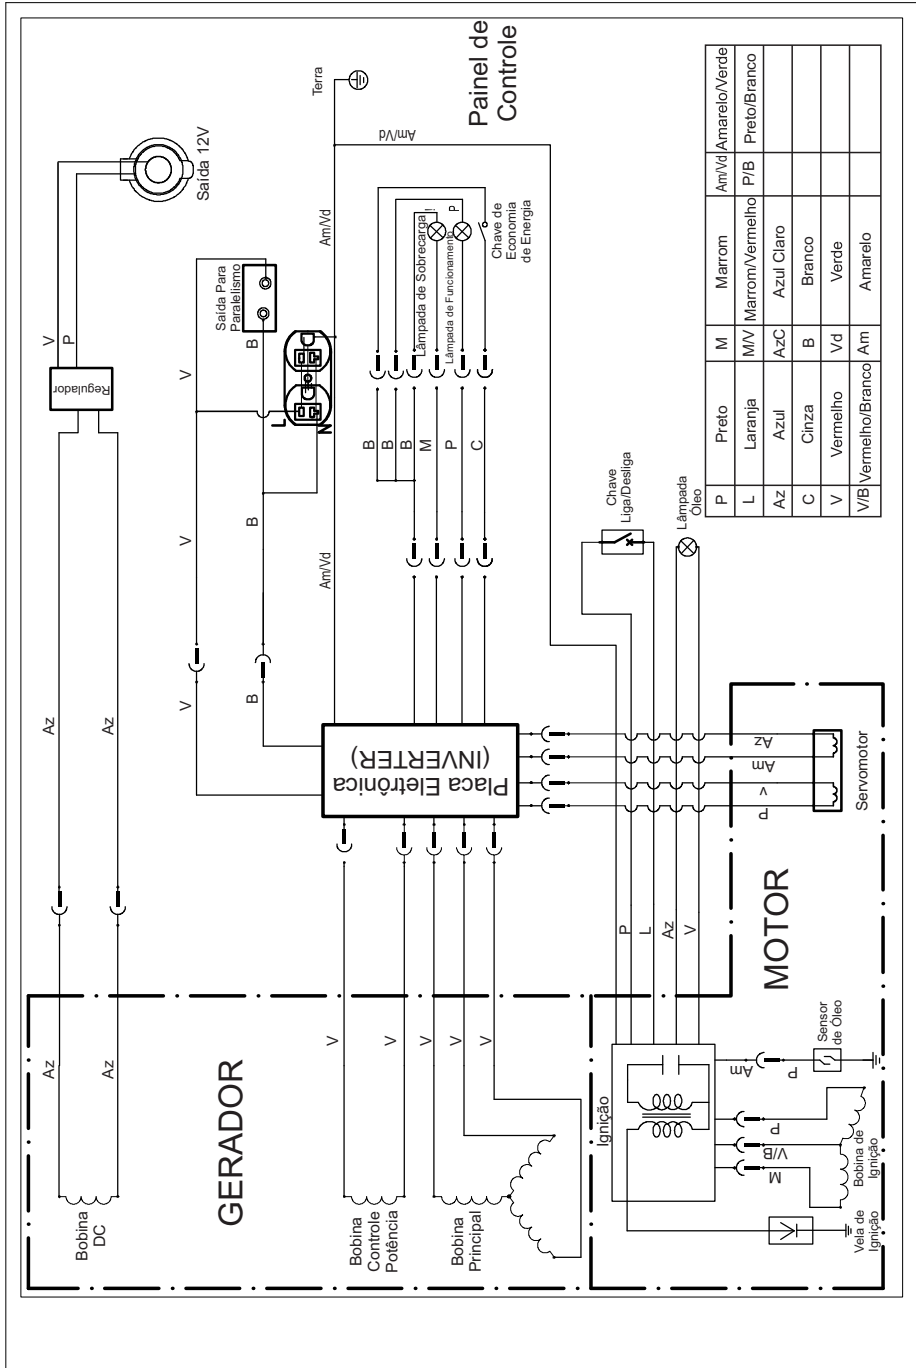 Painel de
Controle
Terra
Am/Vd
Am/Vd
Am/Vd
Saída 12V
V
P
Regulador
Az
Az
Az
Az
Bobina
DC
GERADOR
Saída Para
Paralelismo
V
B
V
B
V
B
L
N
Lâmpada de Sobrecarga
!
Lâmpada de Funcionamento
P
Chave de
Economia
de Energia
B
B
B
M
P
C
Placa Eletrônica
(INVERTER)
V
V
V
V
V
Bobina
Controle
Potência
Bobina
Principal
Chave
Liga/Desliga
Lâmpada
Óleo
Az
Am
v
P
Servomotor
MOTOR
P
L
Az
V
Ignição
Am
P
Sensor
de Óleo
P
V/B
M
Bobina de
Ignição
Vela de
Ignição
P Preto M Marrom Am/Vd Amarelo/Verde
L Laranja M/V Marrom/Vermelho P/B Preto/Branco
Az Azul AzC Azul Claro
C Cinza B Branco
V Vermelho Vd Verde
V/B Vermelho/Branco Am Amarelo